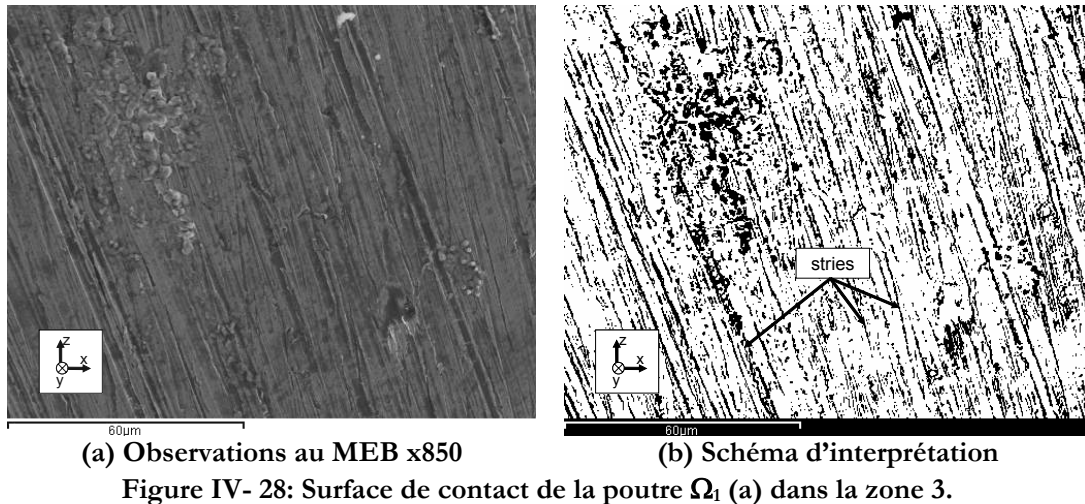 stries
z
x
y
z
x
y
60µm
60µm
(a) Observations au MEB x850
(b) Schéma d'interprétation
Figure IV- 28: Surface de contact de la poutre Ω₁ (a) dans la zone 3.